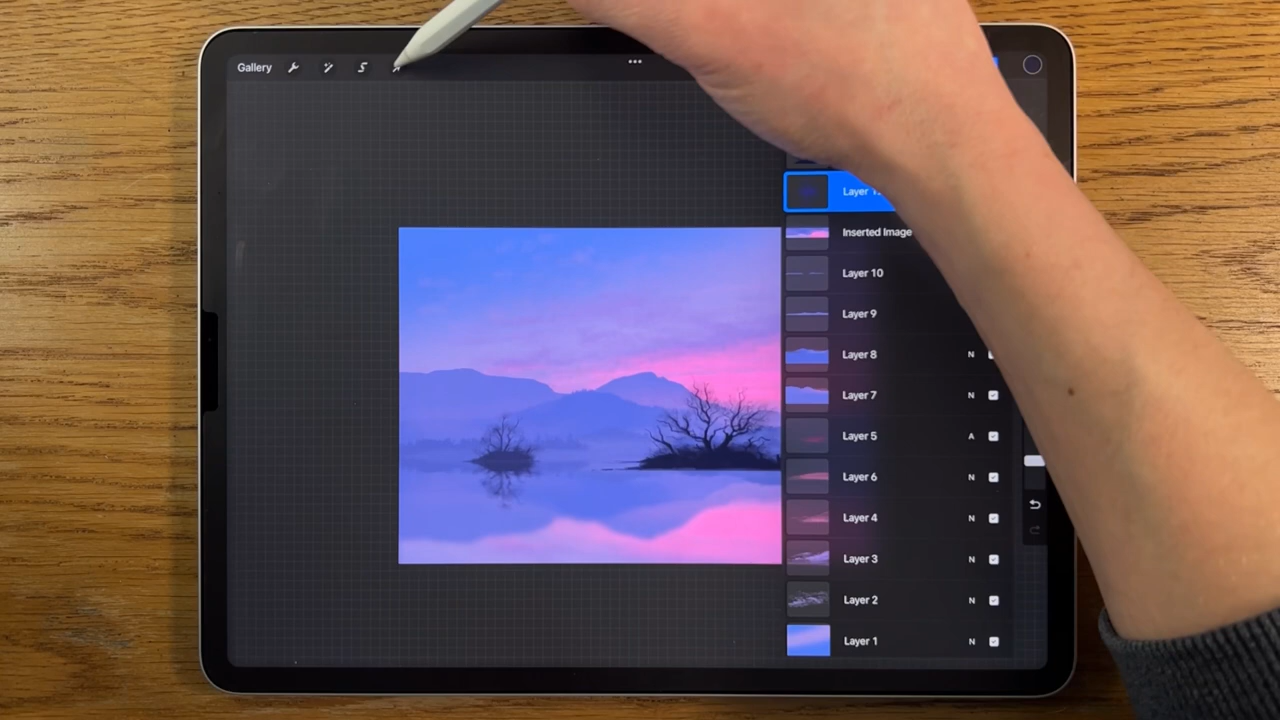 Gallery
Layer
Inserted Image
Layer 10
Layer 9
Layer 8 N
Layer 7 N
Layer 5 A
Layer 6 N
Layer 4 N
Layer 3 N
Layer 2 N
Layer 1 N